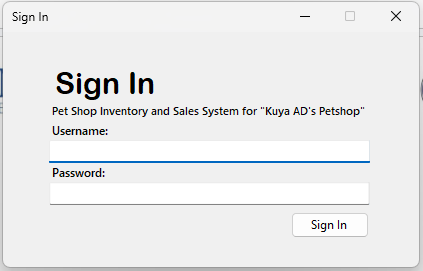 Sign In
Sign In
Pet Shop Inventory and Sales System for "Kuya AD's Petshop"
Username:
Password:
Sign In